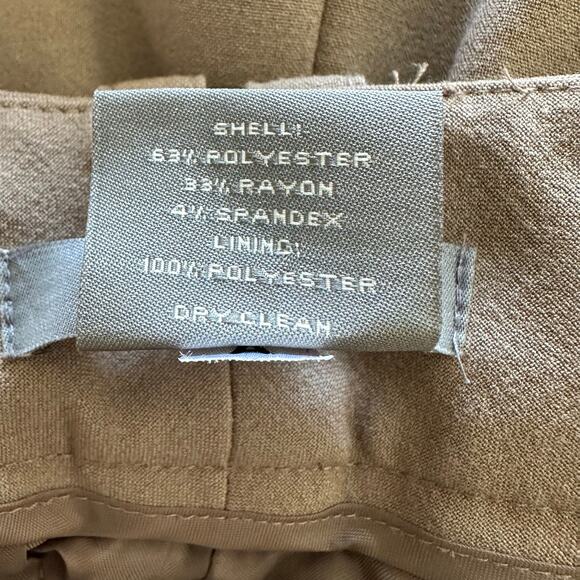 SHELL:
63% POLYESTER
33% RAYON
4% SPANDEX
LINING:
100% POLYESTER
DRY CLEAN